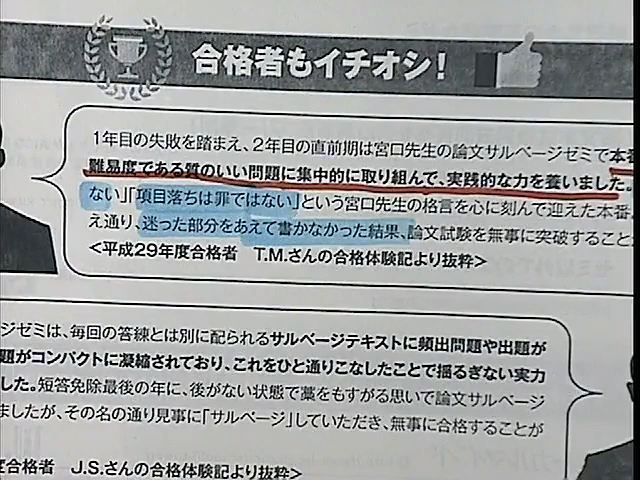 合格者もイチオシ!
1年目の失敗を踏まえ、2年目の直前期は宮口先生の論文サルベージゼミで本番
難易度である質のいい問題に集中的に取り組んで、実践的な力を養いました。
ない」「項目落ちは罪ではない」という宮口先生の格言を心に刻んで迎えた本番、
え通り、迷った部分をあえて書かなかった結果、論文試験を無事に突破すること
<平成29年度合格者 T.M.さんの合格体験記より抜粋>
ジゼミは、毎回の答練とは別に配られるサルベージテキストに頻出問題や出題が
題がコンパクトに凝縮されており、これをひと通りこなしたことで揺るぎない実力
した。短答免除最後の年に、後がない状態で藁をもすがる思いで論文サルベージ
ましたが、その名の通り見事に「サルベージ」していただき、無事に合格することが
度合格者 J.S.さんの合格体験記より抜粋>